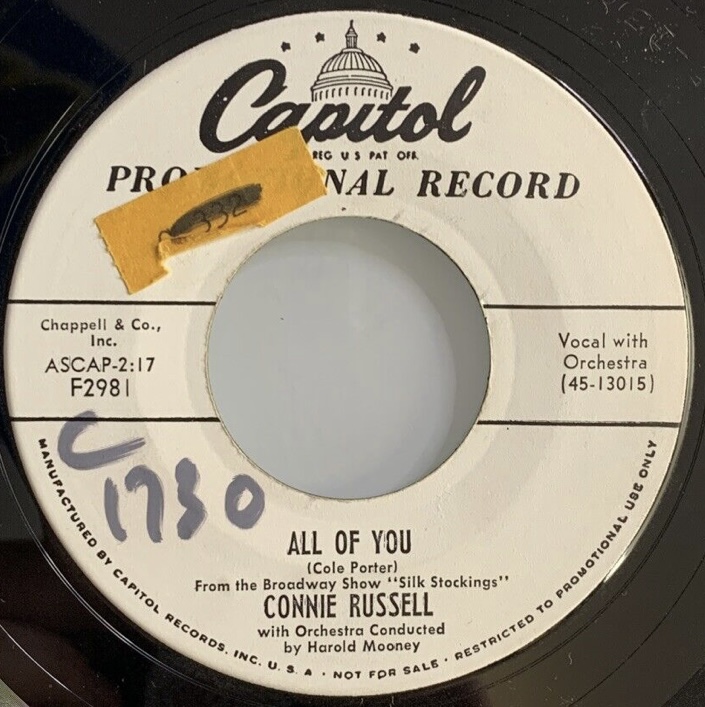 Capitol
REG U S PAT OFF.
PROMOTIONAL RECORD
332
Chappell & Co.,
Inc.
ASCAP-2:17
F2981
Vocal with
Orchestra
(45-13015)
C
1730
ALL OF YOU
(Cole Porter)
From the Broadway Show "Silk Stockings"
CONNIE RUSSELL
with Orchestra Conducted
by Harold Mooney
MANUFACTURED BY CAPITOL RECORDS, INC. U. S. A • NOT FOR SALE • RESTRICTED TO PROMOTIONAL USE ONLY